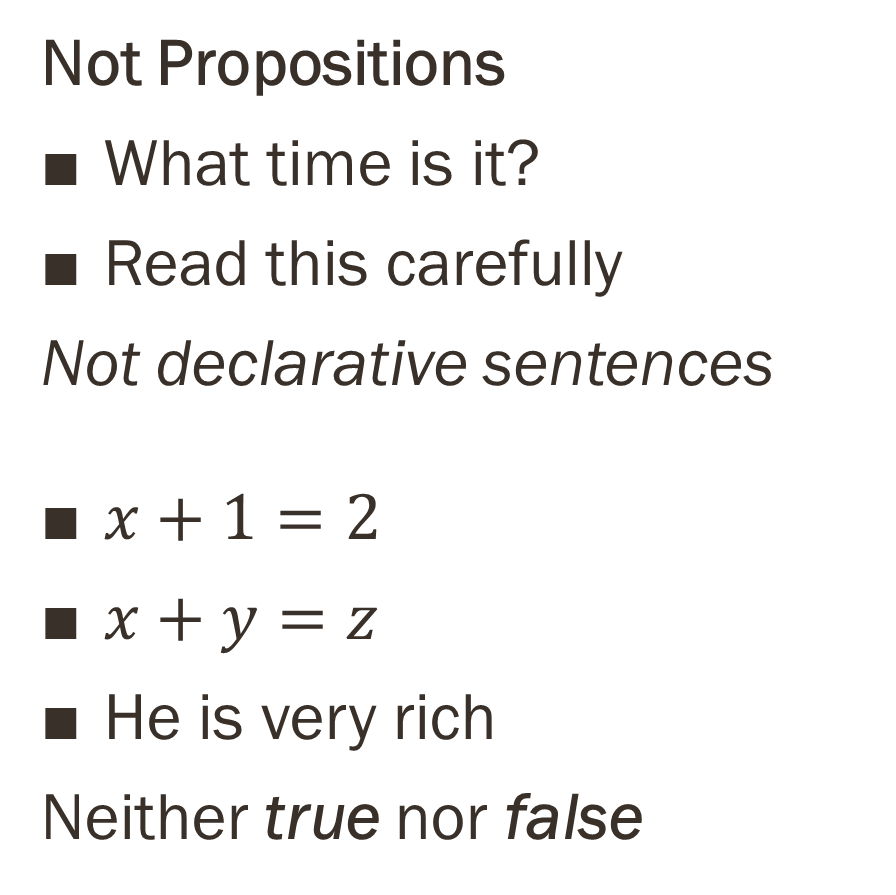 Not Propositions
■ What time is it?
■ Read this carefully
Not declarative sentences
■ x + 1 = 2
■ x + y = z
■ He is very rich
Neither true nor false